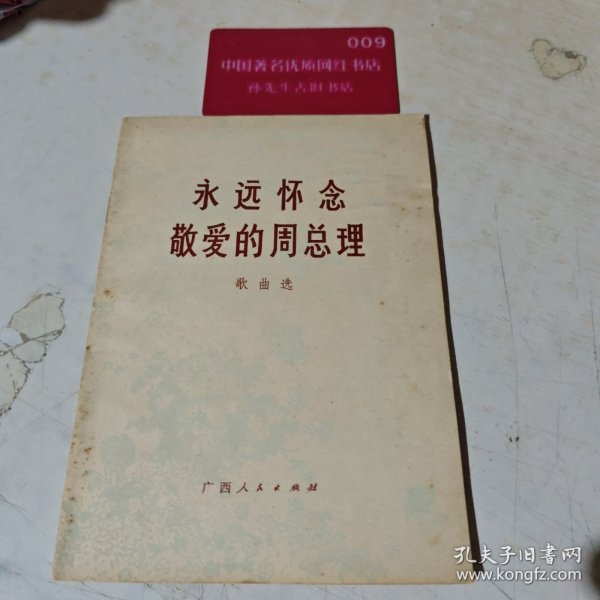 009
中国著名优质网红书店
孙先生古旧书店
永远怀念
敬爱的周总理
歌曲选
广西人民出版社
孔夫子旧书网
www.kongfz.com